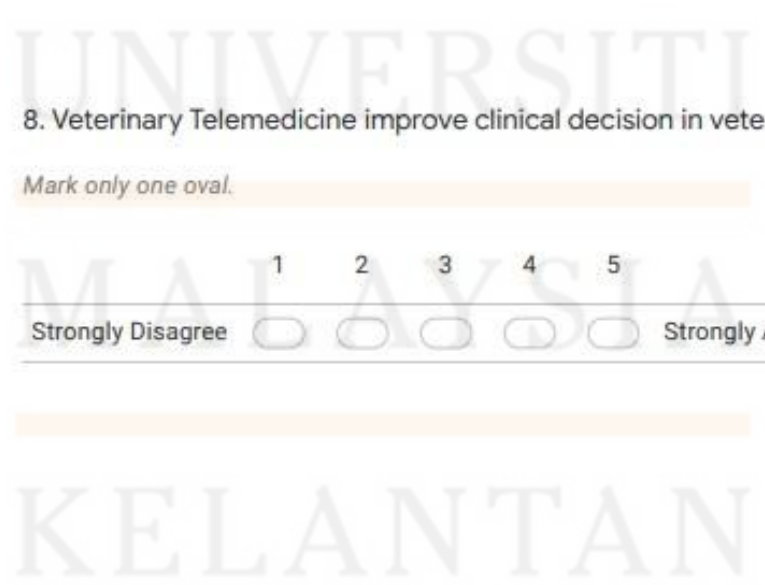 UNIVERSITI
8. Veterinary Telemedicine improve clinical decision in vete
Mark only one oval.
1 2 3 4 5
MALAYSIA
Strongly Disagree Strongly A
KELANTAN